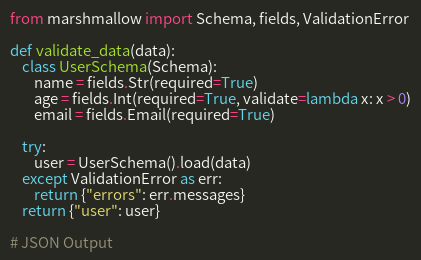 from marshmallow import Schema, fields, ValidationError

def validate_data(data):
    class UserSchema(Schema):
        name = fields.Str(required=True)
        age = fields.Int(required=True, validate=lambda x: x > 0)
        email = fields.Email(required=True)

    try:
        user = UserSchema().load(data)
    except ValidationError as err:
        return {"errors": err.messages}
    return {"user": user}

# JSON Output